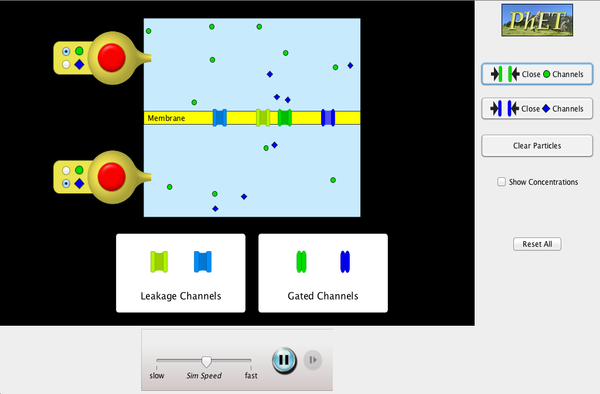 PhET
Close Channels
Close Channels
Clear Particles
Show Concentrations
Reset All
Membrane
Leakage Channels
Gated Channels
slow Sim Speed fast